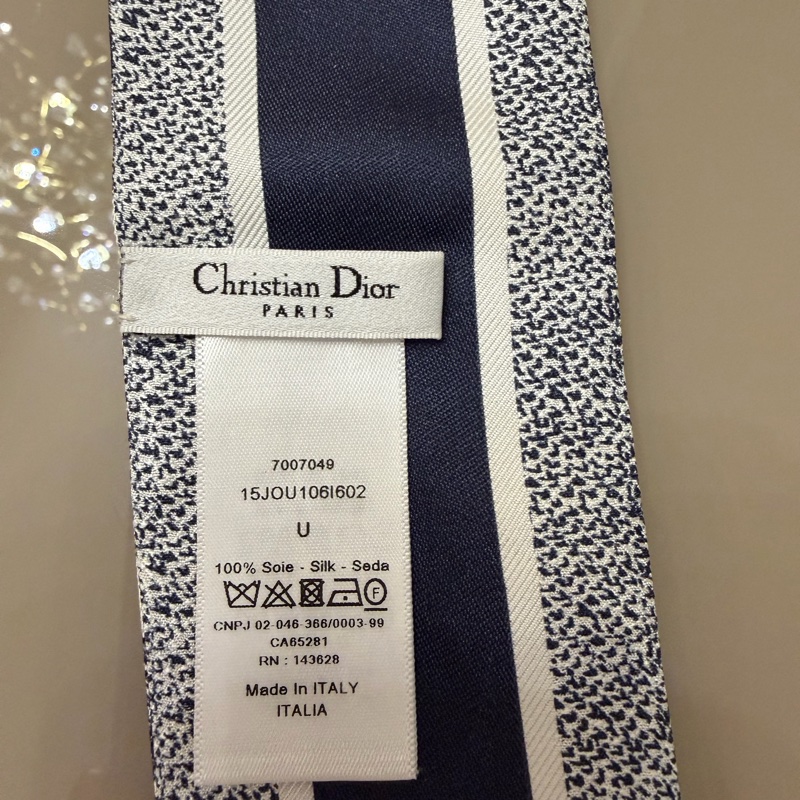 Christian Dior
PARIS
7007049
15JOU106I602
U
100% Soie - Silk - Seda
F
CNPJ 02-046-366/0003-99
CA65281
RN : 143628
Made In ITALY
ITALIA